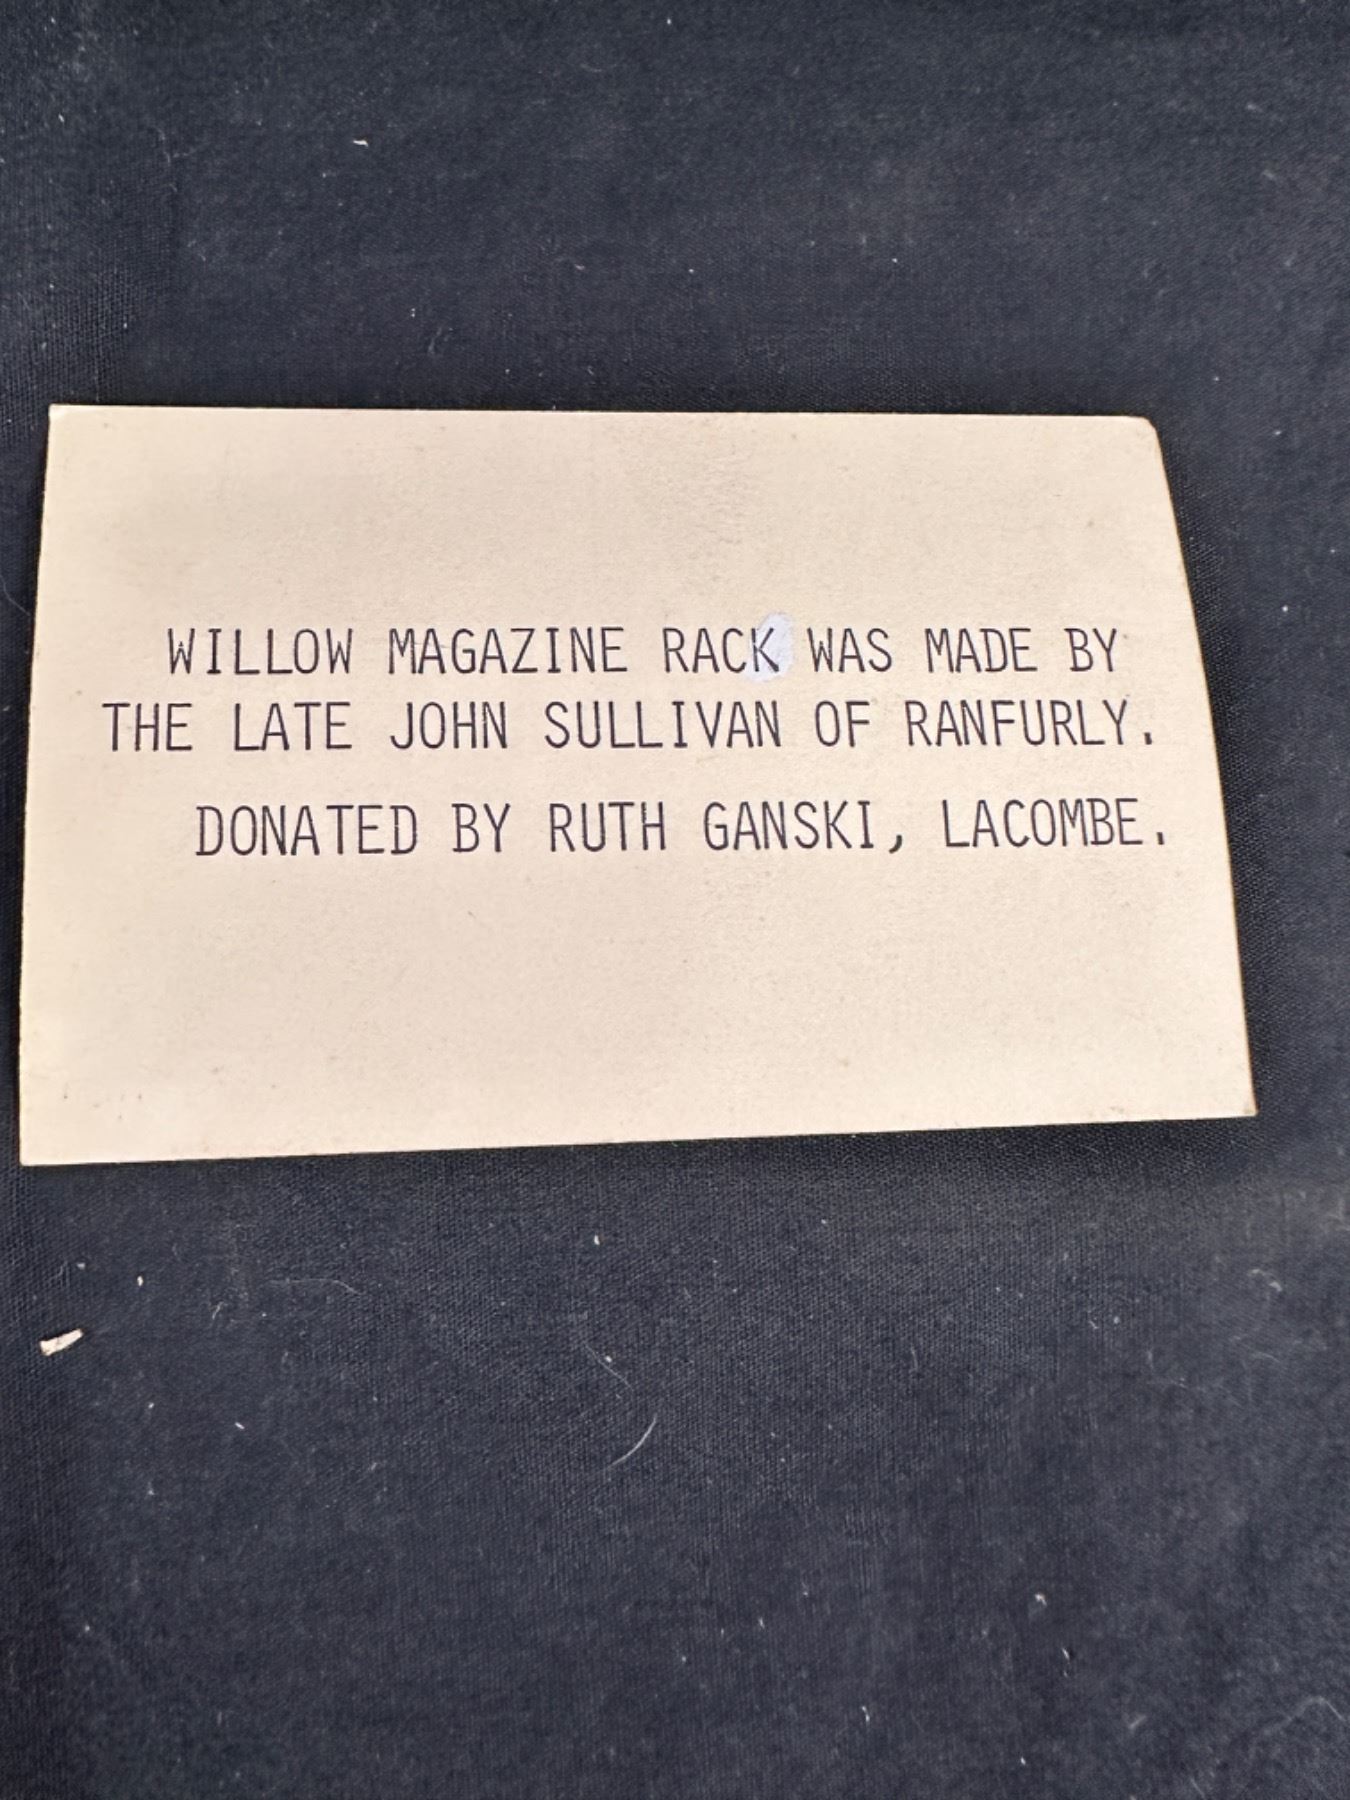 WILLOW MAGAZINE RACK WAS MADE BY
THE LATE JOHN SULLIVAN OF RANFURLY.
DONATED BY RUTH GANSKI, LACOMBE.